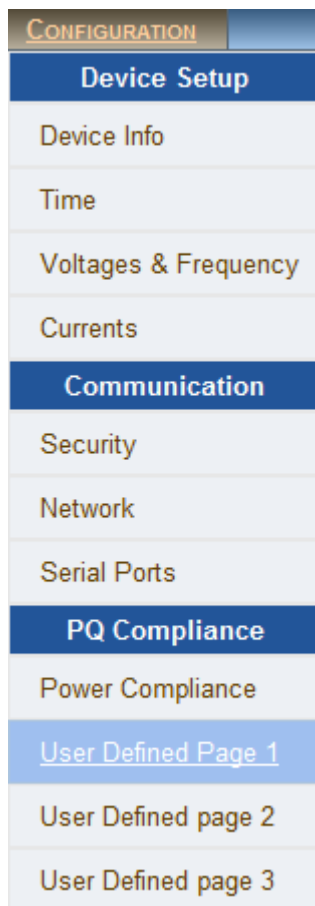 CONFIGURATION
Device Setup
Device Info
Time
Voltages & Frequency
Currents
Communication
Security
Network
Serial Ports
PQ Compliance
Power Compliance
User Defined Page 1
User Defined page 2
User Defined page 3